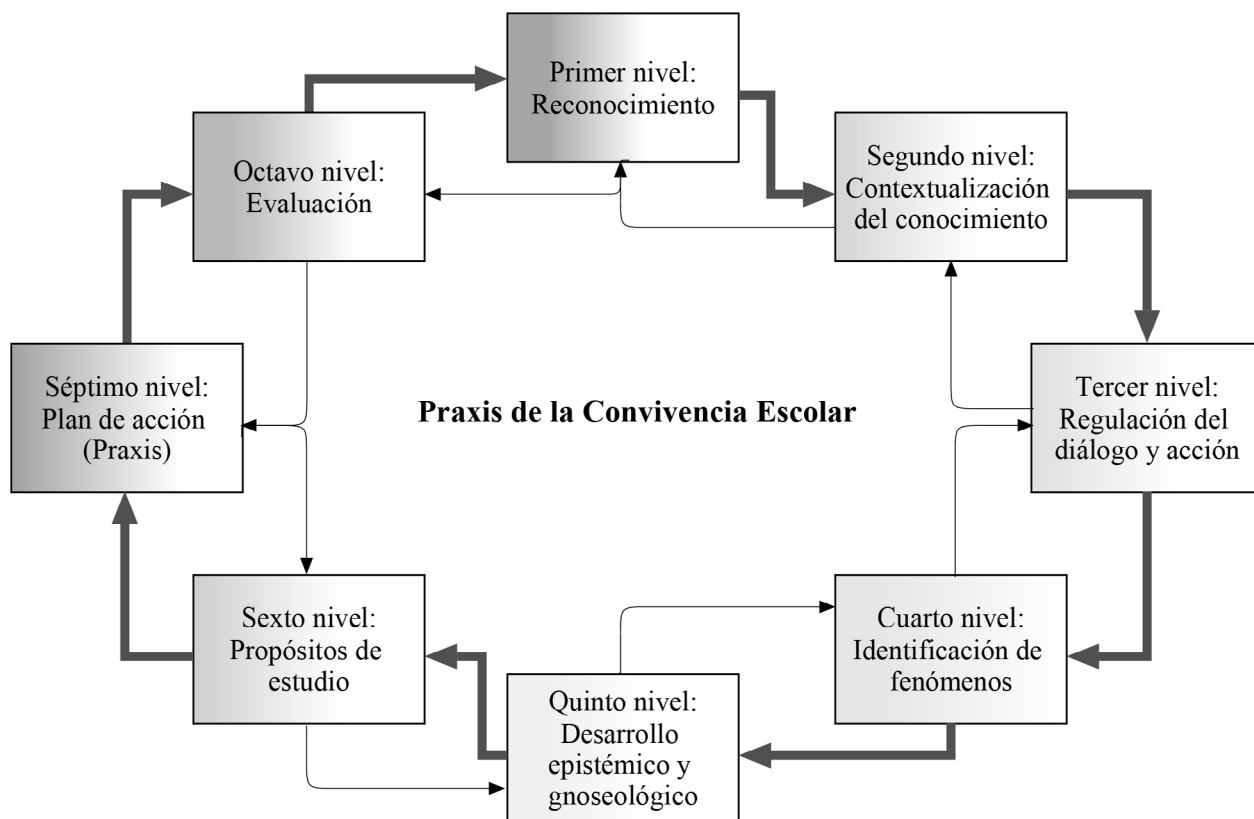 Primer nivel:
Reconocimiento
Segundo nivel:
Contextualización
del conocimiento
Tercer nivel:
Regulación del
diálogo y acción
Cuarto nivel:
Identificación de
fenómenos
Quinto nivel:
Desarrollo
epistémico y
gnoseológico
Sexto nivel:
Propósitos de
estudio
Séptimo nivel:
Plan de acción
(Praxis)
Octavo nivel:
Evaluación
Praxis de la Convivencia Escolar